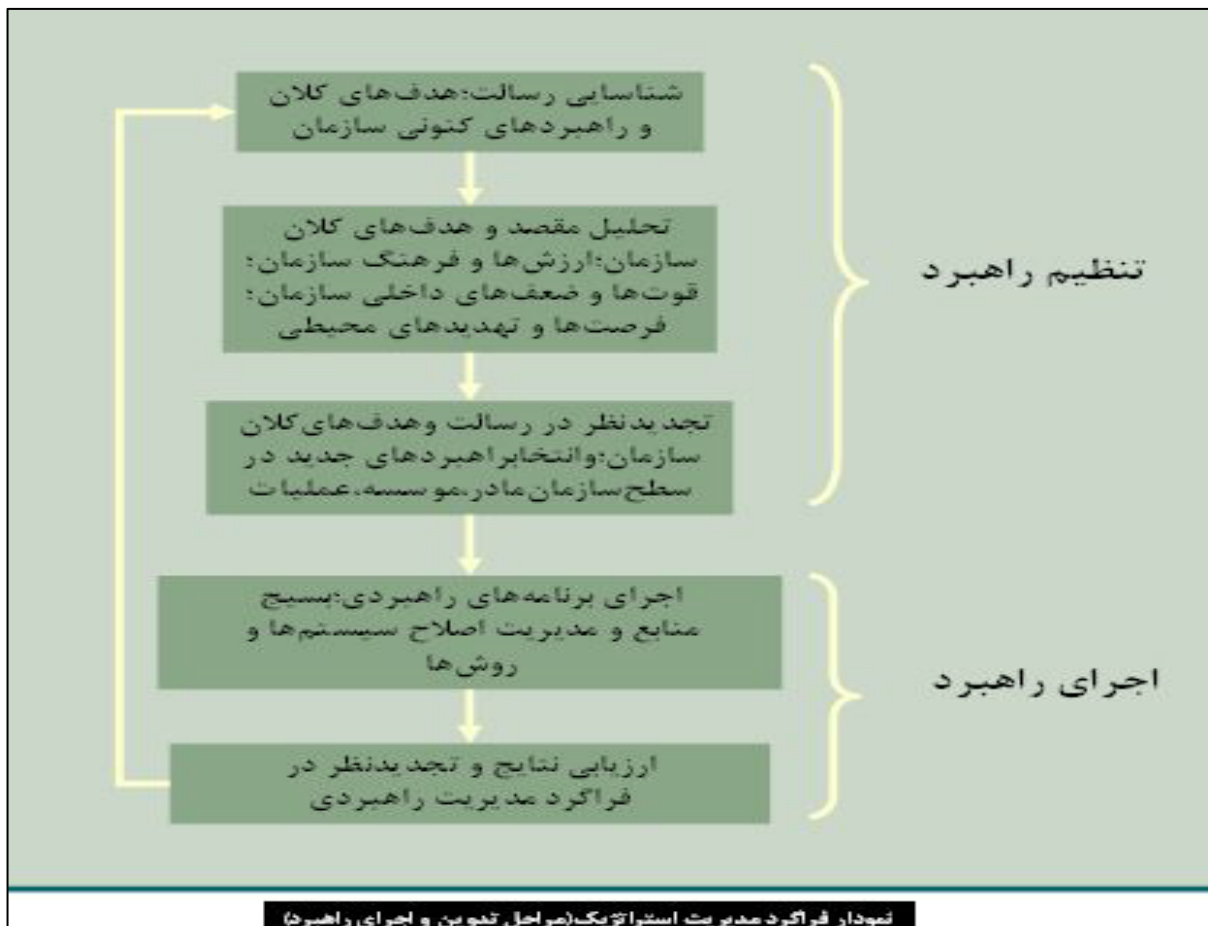 شناسایی رسالت؛هدف‌های کلان
و راهبردهای کنونی سازمان
تحلیل مقصد و هدف‌های کلان
سازمان؛ارزش‌ها و فرهنگ سازمان؛
قوت‌ها و ضعف‌های داخلی سازمان؛
فرصت‌ها و تهدیدهای محیطی
تجدیدنظر در رسالت وهدف‌های‌کلان
سازمان؛وانتخابراهبردهای جدید در
سطح‌سازمان‌مادر،موسسه،عملیات
تنظیم راهبرد
اجرای برنامه‌های راهبردی؛بسیج
منابع و مدیریت اصلاح سیستم‌ها و
روش‌ها
ارزیابی نتایج و تجدیدنظر در
فراگرد مدیریت راهبردی
اجرای راهبرد
نمودار فراگرد مدیریت استراتژیک(مراحل تدوین و اجرای راهبرد)